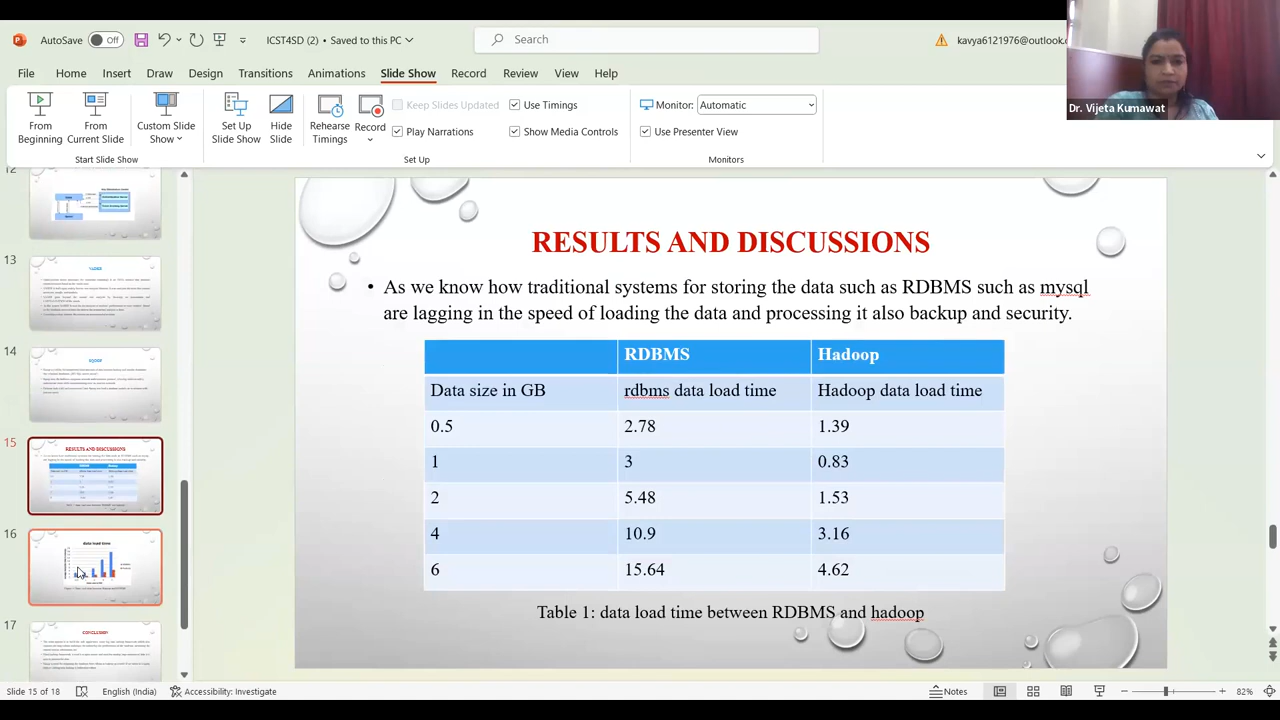 AutoSave Off ICST4SD (2) • Saved to this PC Search kavya6121976@outlook.c
File Home Insert Draw Design Transitions Animations Slide Show Record Review View Help
Dr. Vijeta Kumawat
From Beginning
From Current Slide
Custom Slide Show
Set Up Slide Show
Hide Slide
Rehearse Timings
Record
Keep Slides Updated
Play Narrations
Use Timings
Show Media Controls
Monitor: Automatic
Use Presenter View
Start Slide Show Set Up Monitors
12
13
14
15
RESULTS AND DISCUSSIONS
16
data load time
17
CONCLUSION
RESULTS AND DISCUSSIONS
• As we know how traditional systems for storing the data such as RDBMS such as mysql
are lagging in the speed of loading the data and processing it also backup and security.
RDBMS Hadoop
Data size in GB rdbms data load time Hadoop data load time
0.5 2.78 1.39
1 3 0.83
2 5.48 1.53
4 10.9 3.16
6 15.64 4.62
Table 1: data load time between RDBMS and hadoop
Slide 15 of 18 English (India) Accessibility: Investigate Notes 82%